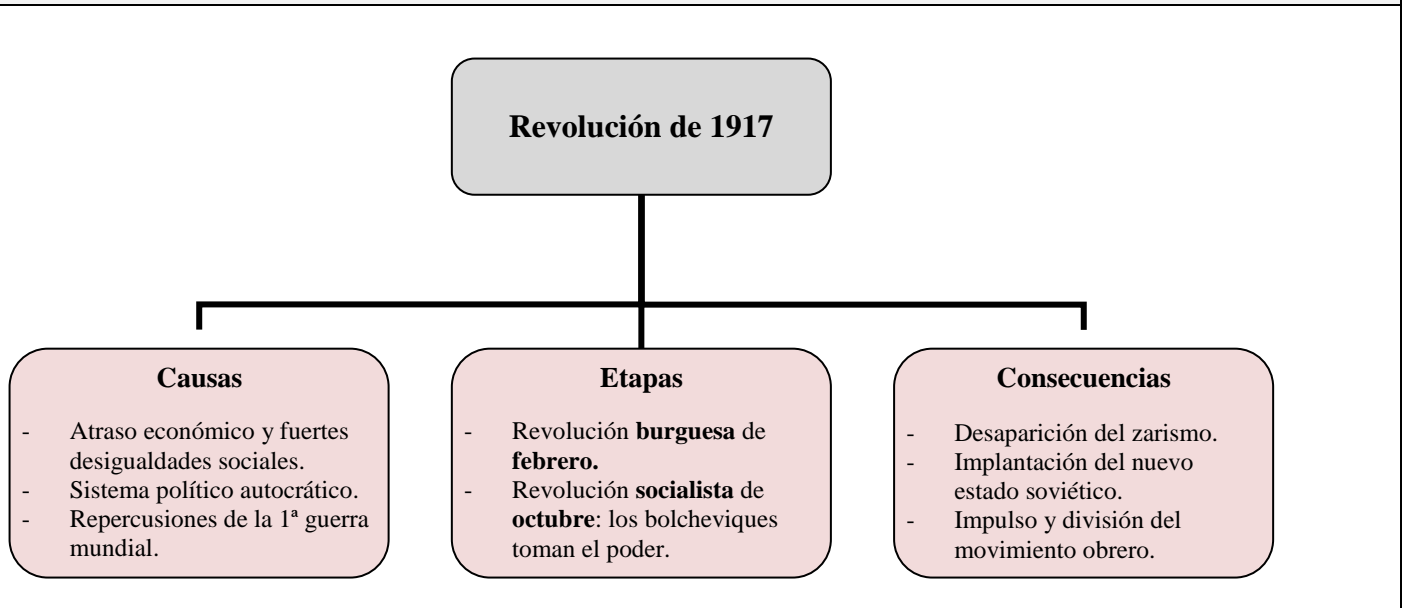 Revolución de 1917
Causas
- Atraso económico y fuertes
desigualdades sociales.
- Sistema político autocrático.
- Repercusiones de la 1ª guerra
mundial.
Etapas
- Revolución burguesa de
febrero.
- Revolución socialista de
octubre: los bolcheviques
toman el poder.
Consecuencias
- Desaparición del zarismo.
- Implantación del nuevo
estado soviético.
- Impulso y división del
movimiento obrero.